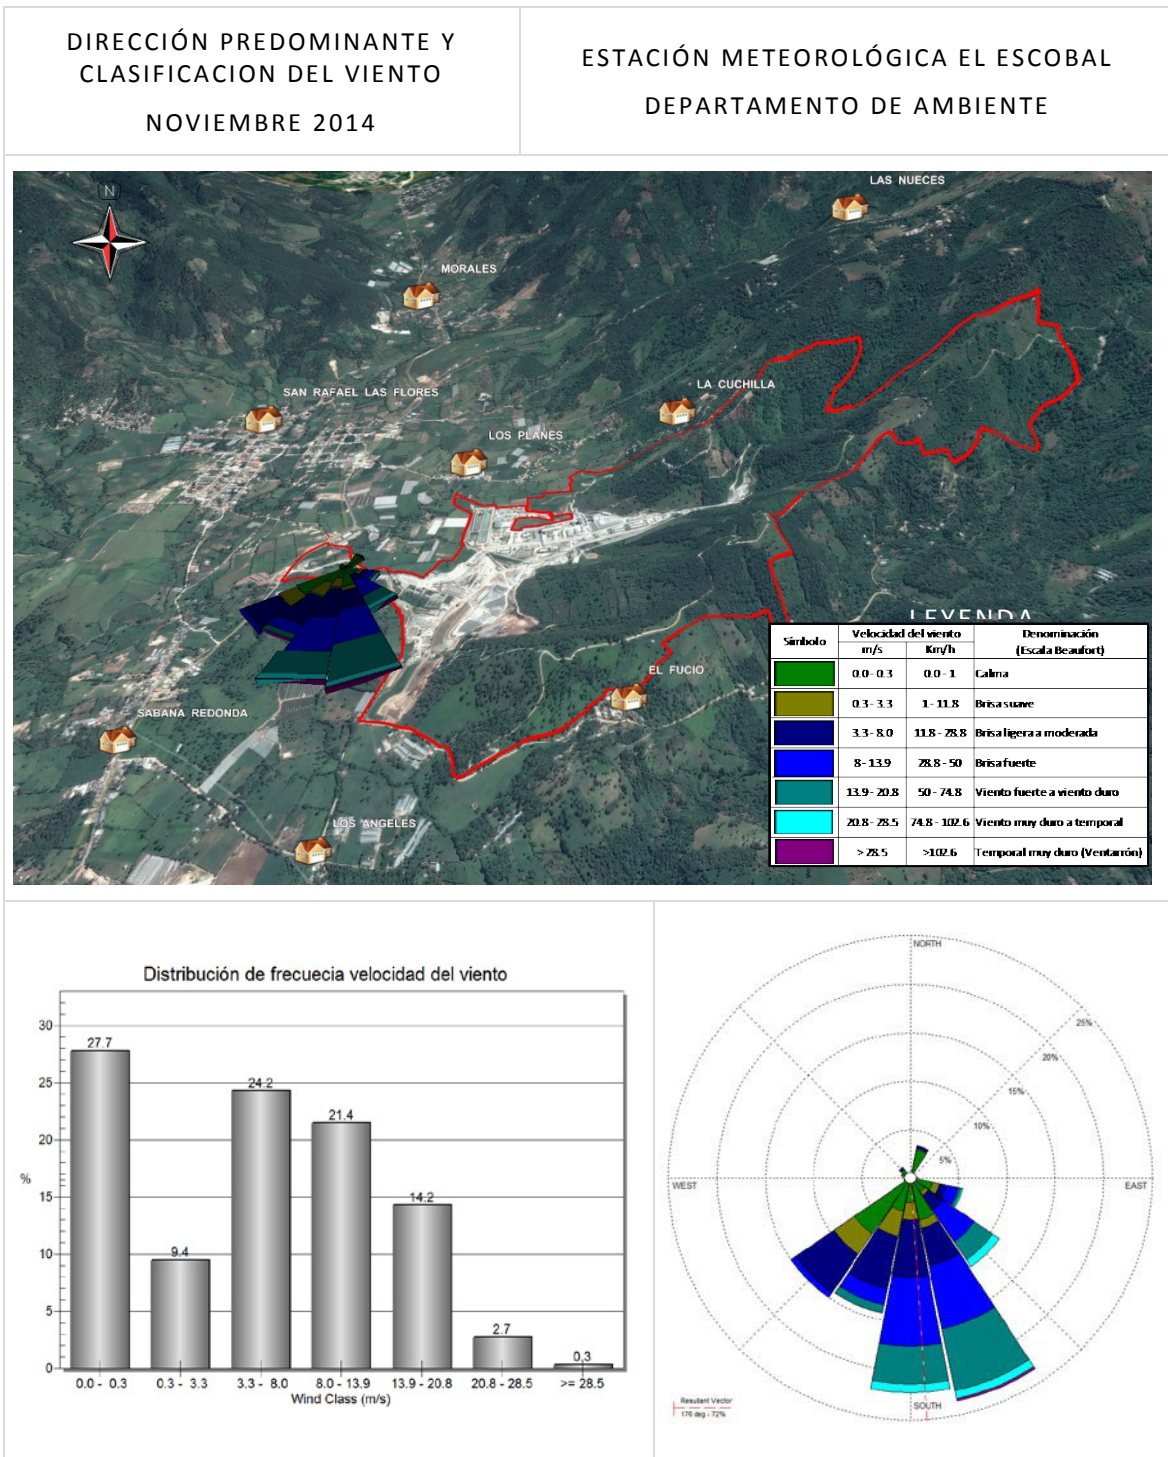 DIRECCIÓN PREDOMINANTE Y
CLASIFICACION DEL VIENTO
NOVIEMBRE 2014
ESTACIÓN METEOROLÓGICA EL ESCOBAL
DEPARTAMENTO DE AMBIENTE
N
LAS NUECES
MORALES
SAN RAFAEL LAS FLORES
LA CUCHILLA
LOS PLANES
EL FUCIO
SABANA REDONDA
LOS ANGELES
LEYENDA
Símbolo Velocidad del viento Denominación
m/s Km/h (Escala Beaufort)
0.0 - 0.3 0.0 - 1 Calma
0.3 - 3.3 1 - 11.8 Brisa suave
3.3 - 8.0 11.8 - 28.8 Brisa ligera a moderada
8 - 13.9 28.8 - 50 Brisa fuerte
13.9 - 20.8 50 - 74.8 Viento fuerte a viento duro
20.8 - 28.5 74.8 - 102.6 Viento muy duro a temporal
> 28.5 >102.6 Temporal muy duro (Ventarrón)
Distribución de frecuecia velocidad del viento
%
30
25
20
15
10
5
0
27.7
9.4
24.2
21.4
14.2
2.7
0.3
0.0 - 0.3 0.3 - 3.3 3.3 - 8.0 8.0 - 13.9 13.9 - 20.8 20.8 - 28.5 >= 28.5
Wind Class (m/s)
NORTH
25%
20%
15%
10%
5%
WEST
EAST
SOUTH
Resultant Vector
176 deg - 72%